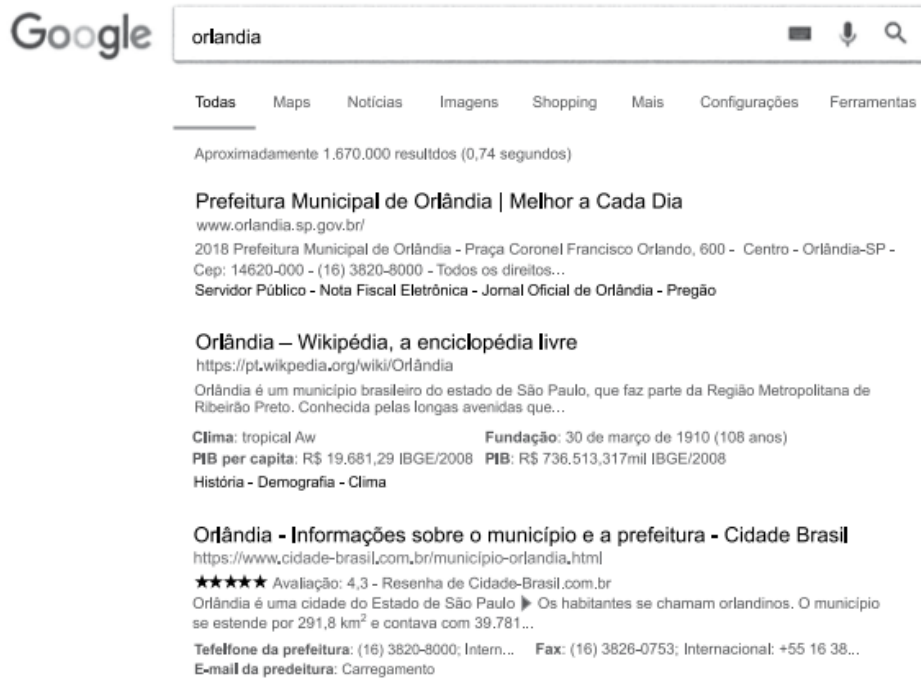 Google
orlandia
Todas Maps Notícias Imagens Shopping Mais Configurações Ferramentas
Aproximadamente 1.670.000 resultdos (0,74 segundos)
Prefeitura Municipal de Orlândia | Melhor a Cada Dia
www.orlandia.sp.gov.br/
2018 Prefeitura Municipal de Orlândia - Praça Coronel Francisco Orlando, 600 - Centro - Orlândia-SP -
Cep: 14620-000 - (16) 3820-8000 - Todos os direitos...
Servidor Público - Nota Fiscal Eletrônica - Jornal Oficial de Orlândia - Pregão
Orlândia – Wikipédia, a enciclopédia livre
https://pt.wikpedia.org/wiki/Orlândia
Orlândia é um município brasileiro do estado de São Paulo, que faz parte da Região Metropolitana de
Ribeirão Preto. Conhecida pelas longas avenidas que...
Clima: tropical Aw Fundação: 30 de março de 1910 (108 anos)
PIB per capita: R$ 19.681,29 IBGE/2008 PIB: R$ 736.513,317mil IBGE/2008
História - Demografia - Clima
Orlândia - Informações sobre o município e a prefeitura - Cidade Brasil
https://www.cidade-brasil.com.br/município-orlandia.html
★★★★★ Avaliação: 4,3 - Resenha de Cidade-Brasil.com.br
Orlândia é uma cidade do Estado de São Paulo ▶ Os habitantes se chamam orlandinos. O município
se estende por 291,8 km² e contava com 39.781...
Tefelfone da prefeitura: (16) 3820-8000; Intern... Fax: (16) 3826-0753; Internacional: +55 16 38...
E-mail da predeitura: Carregamento